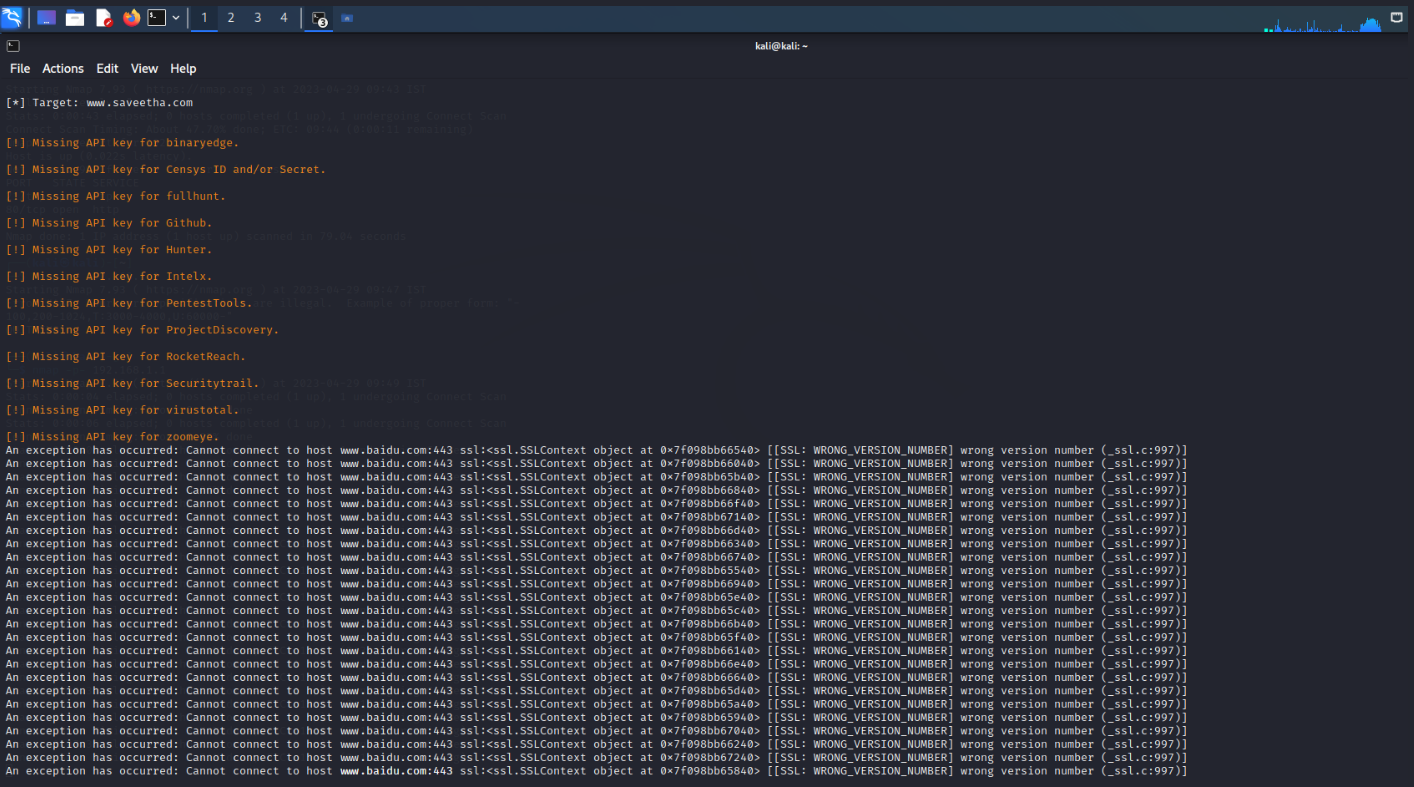 1 2 3 4
3
kali@kali: ~
File Actions Edit View Help
[*] Target: www.saveetha.com
[!] Missing API key for binaryedge.
[!] Missing API key for Censys ID and/or Secret.
[!] Missing API key for fullhunt.
[!] Missing API key for Github.
[!] Missing API key for Hunter.
[!] Missing API key for Intelx.
[!] Missing API key for PentestTools.
[!] Missing API key for ProjectDiscovery.
[!] Missing API key for RocketReach.
[!] Missing API key for Securitytrail.
[!] Missing API key for virustotal.
[!] Missing API key for zoomeye.
An exception has occurred: Cannot connect to host www.baidu.com:443 ssl:<ssl.SSLContext object at 0×7f098bb66540> [[SSL: WRONG_VERSION_NUMBER] wrong version number (_ssl.c:997)]
An exception has occurred: Cannot connect to host www.baidu.com:443 ssl:<ssl.SSLContext object at 0×7f098bb66040> [[SSL: WRONG_VERSION_NUMBER] wrong version number (_ssl.c:997)]
An exception has occurred: Cannot connect to host www.baidu.com:443 ssl:<ssl.SSLContext object at 0×7f098bb65b40> [[SSL: WRONG_VERSION_NUMBER] wrong version number (_ssl.c:997)]
An exception has occurred: Cannot connect to host www.baidu.com:443 ssl:<ssl.SSLContext object at 0×7f098bb66840> [[SSL: WRONG_VERSION_NUMBER] wrong version number (_ssl.c:997)]
An exception has occurred: Cannot connect to host www.baidu.com:443 ssl:<ssl.SSLContext object at 0×7f098bb66f40> [[SSL: WRONG_VERSION_NUMBER] wrong version number (_ssl.c:997)]
An exception has occurred: Cannot connect to host www.baidu.com:443 ssl:<ssl.SSLContext object at 0×7f098bb67140> [[SSL: WRONG_VERSION_NUMBER] wrong version number (_ssl.c:997)]
An exception has occurred: Cannot connect to host www.baidu.com:443 ssl:<ssl.SSLContext object at 0×7f098bb66d40> [[SSL: WRONG_VERSION_NUMBER] wrong version number (_ssl.c:997)]
An exception has occurred: Cannot connect to host www.baidu.com:443 ssl:<ssl.SSLContext object at 0×7f098bb66340> [[SSL: WRONG_VERSION_NUMBER] wrong version number (_ssl.c:997)]
An exception has occurred: Cannot connect to host www.baidu.com:443 ssl:<ssl.SSLContext object at 0×7f098bb66740> [[SSL: WRONG_VERSION_NUMBER] wrong version number (_ssl.c:997)]
An exception has occurred: Cannot connect to host www.baidu.com:443 ssl:<ssl.SSLContext object at 0×7f098bb65540> [[SSL: WRONG_VERSION_NUMBER] wrong version number (_ssl.c:997)]
An exception has occurred: Cannot connect to host www.baidu.com:443 ssl:<ssl.SSLContext object at 0×7f098bb66940> [[SSL: WRONG_VERSION_NUMBER] wrong version number (_ssl.c:997)]
An exception has occurred: Cannot connect to host www.baidu.com:443 ssl:<ssl.SSLContext object at 0×7f098bb65e40> [[SSL: WRONG_VERSION_NUMBER] wrong version number (_ssl.c:997)]
An exception has occurred: Cannot connect to host www.baidu.com:443 ssl:<ssl.SSLContext object at 0×7f098bb65c40> [[SSL: WRONG_VERSION_NUMBER] wrong version number (_ssl.c:997)]
An exception has occurred: Cannot connect to host www.baidu.com:443 ssl:<ssl.SSLContext object at 0×7f098bb66b40> [[SSL: WRONG_VERSION_NUMBER] wrong version number (_ssl.c:997)]
An exception has occurred: Cannot connect to host www.baidu.com:443 ssl:<ssl.SSLContext object at 0×7f098bb65f40> [[SSL: WRONG_VERSION_NUMBER] wrong version number (_ssl.c:997)]
An exception has occurred: Cannot connect to host www.baidu.com:443 ssl:<ssl.SSLContext object at 0×7f098bb66140> [[SSL: WRONG_VERSION_NUMBER] wrong version number (_ssl.c:997)]
An exception has occurred: Cannot connect to host www.baidu.com:443 ssl:<ssl.SSLContext object at 0×7f098bb66e40> [[SSL: WRONG_VERSION_NUMBER] wrong version number (_ssl.c:997)]
An exception has occurred: Cannot connect to host www.baidu.com:443 ssl:<ssl.SSLContext object at 0×7f098bb66640> [[SSL: WRONG_VERSION_NUMBER] wrong version number (_ssl.c:997)]
An exception has occurred: Cannot connect to host www.baidu.com:443 ssl:<ssl.SSLContext object at 0×7f098bb65d40> [[SSL: WRONG_VERSION_NUMBER] wrong version number (_ssl.c:997)]
An exception has occurred: Cannot connect to host www.baidu.com:443 ssl:<ssl.SSLContext object at 0×7f098bb65a40> [[SSL: WRONG_VERSION_NUMBER] wrong version number (_ssl.c:997)]
An exception has occurred: Cannot connect to host www.baidu.com:443 ssl:<ssl.SSLContext object at 0×7f098bb65940> [[SSL: WRONG_VERSION_NUMBER] wrong version number (_ssl.c:997)]
An exception has occurred: Cannot connect to host www.baidu.com:443 ssl:<ssl.SSLContext object at 0×7f098bb67040> [[SSL: WRONG_VERSION_NUMBER] wrong version number (_ssl.c:997)]
An exception has occurred: Cannot connect to host www.baidu.com:443 ssl:<ssl.SSLContext object at 0×7f098bb66240> [[SSL: WRONG_VERSION_NUMBER] wrong version number (_ssl.c:997)]
An exception has occurred: Cannot connect to host www.baidu.com:443 ssl:<ssl.SSLContext object at 0×7f098bb67240> [[SSL: WRONG_VERSION_NUMBER] wrong version number (_ssl.c:997)]
An exception has occurred: Cannot connect to host www.baidu.com:443 ssl:<ssl.SSLContext object at 0×7f098bb65840> [[SSL: WRONG_VERSION_NUMBER] wrong version number (_ssl.c:997)]